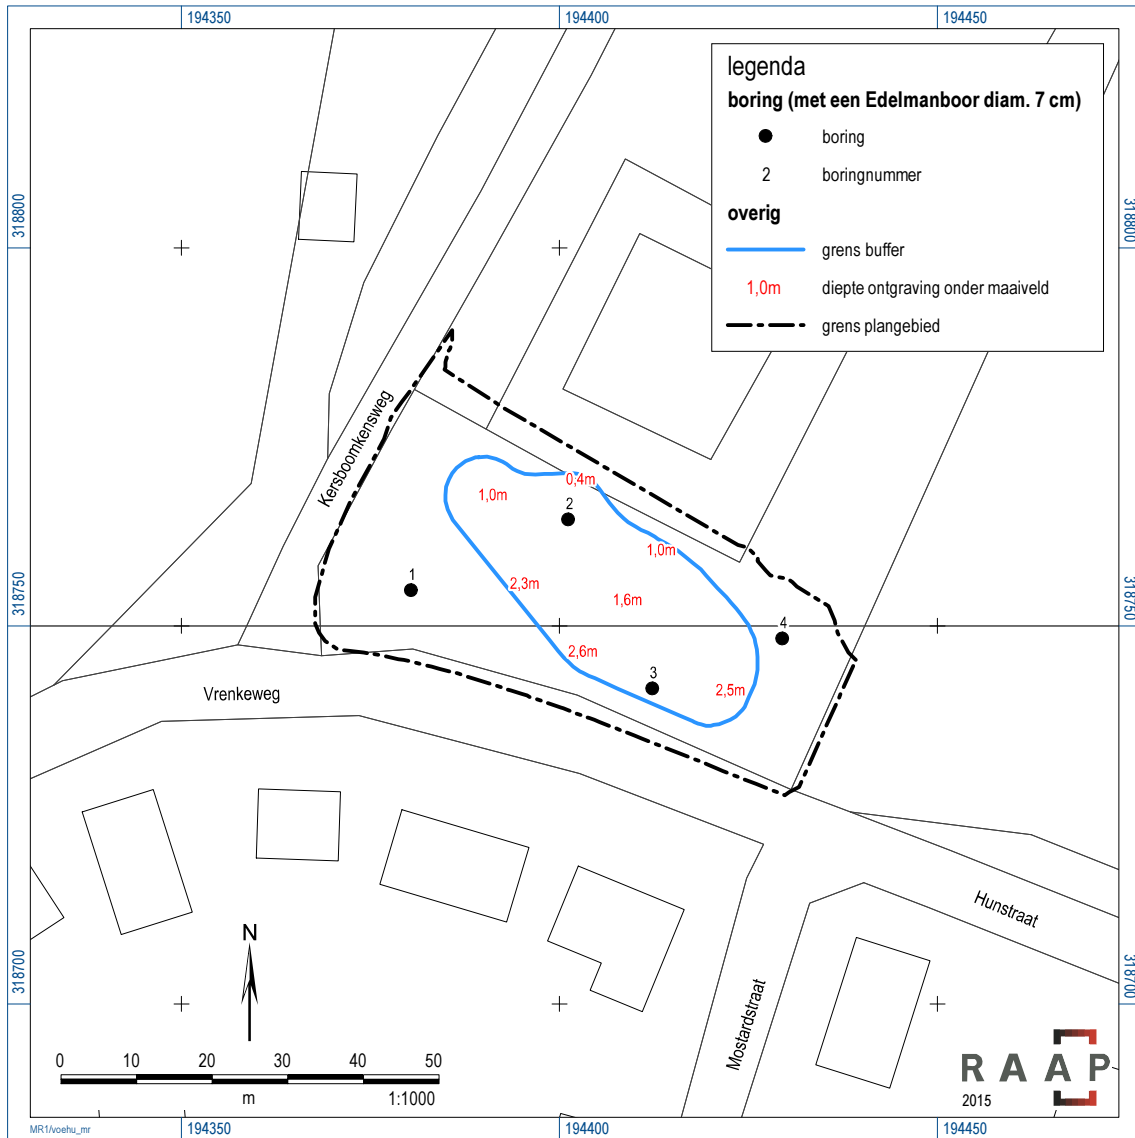 194350
194400
194450
legenda
boring (met een Edelmanboor diam. 7 cm)
boring
2
boringnummer
overig
grens buffer
1,0m
diepte ontgraving onder maaiveld
grens plangebied
318800
318800
Kersboomkensweg
0,4m
1,0m
2
1,0m
1
2,3m
1,6m
318750
318750
4
2,6m
3
2,5m
Vrenkeweg
Hunstraat
N
318700
318700
Mostardstraat
0 10 20 30 40 50
m
1:1000
RAAP
2015
MR1/voehu_mr
194350
194400
194450